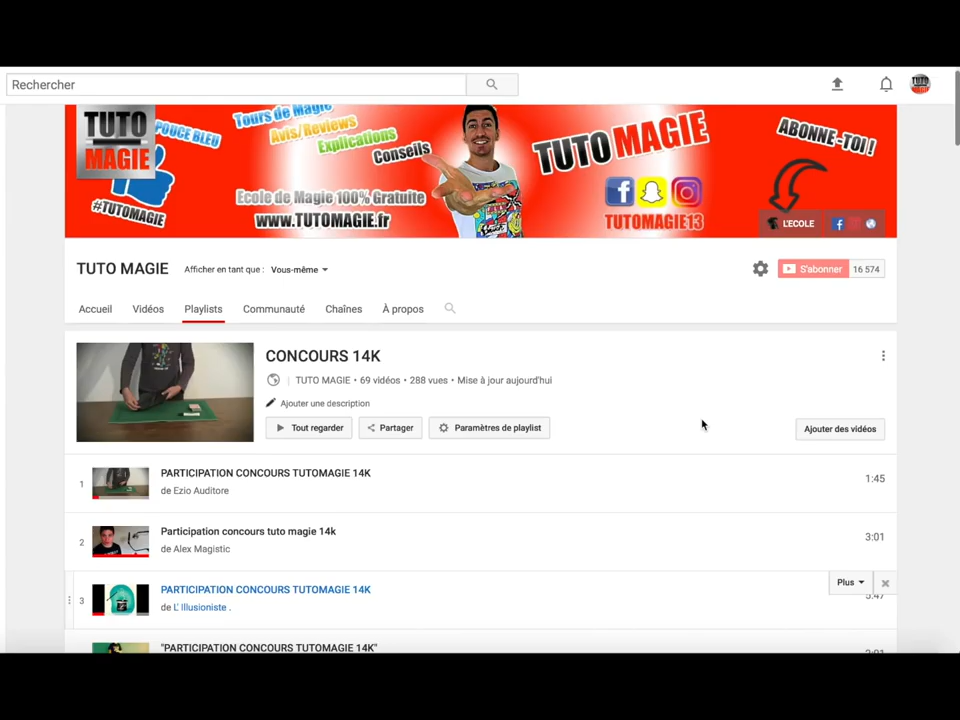 Rechercher
TUTO
MAGIE
TUTO
MAGIE
POUCE BLEU
#TUTOMAGIE
Tours de Magie
Avis/Reviews
Explications
Conseils
Ecole de Magie 100% Gratuite
www.TUTOMAGIE.fr
TUTO MAGIE
TUTOMAGIE13
ABONNE-TOI !
L'ECOLE
TUTO MAGIE
Afficher en tant que : Vous-même
S'abonner 16 574
Accueil Vidéos Playlists Communauté Chaînes À propos
CONCOURS 14K
TUTO MAGIE • 69 vidéos • 288 vues • Mise à jour aujourd'hui
Ajouter une description
Tout regarder Partager Paramètres de playlist Ajouter des vidéos
1 PARTICIPATION CONCOURS TUTOMAGIE 14K 1:45
de Ezio Auditore
2 Participation concours tuto magie 14k 3:01
de Alex Magistic
Plus
3 PARTICIPATION CONCOURS TUTOMAGIE 14K
de L' Illusioniste .
"PARTICIPATION CONCOURS TUTOMAGIE 14K"